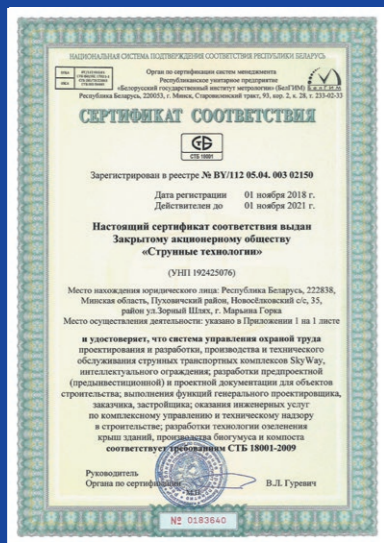 НАЦИОНАЛЬНАЯ СИСТЕМА ПОДТВЕРЖДЕНИЯ СООТВЕТСТВИЯ РЕСПУБЛИКИ БЕЛАРУСЬ
Орган по сертификации систем менеджмента
Республиканское унитарное предприятие
«Белорусский государственный институт метрологии» (БелГИМ)
Республика Беларусь, 220053, г. Минск, Старовиленский тракт, 93, кор. 2, к. 28, т. 233-02-33
БелГИМ
СЕРТИФИКАТ СООТВЕТСТВИЯ
СТБ 18001
Зарегистрирован в реестре № BY/112 05.04. 003 02150
Дата регистрации 01 ноября 2018 г.
Действителен до 01 ноября 2021 г.
Настоящий сертификат соответствия выдан
Закрытому акционерному обществу
«Струнные технологии»
(УНП 192425076)
Место нахождения юридического лица: Республика Беларусь, 222838,
Минская область, Пуховичский район, Новосёлковский с/с, 35,
район ул.Зорный Шлях, г. Марьина Горка
Место осуществления деятельности: указано в Приложении 1 на 1 листе
и удостоверяет, что система управления охраной труда
проектирования и разработки, производства и технического
обслуживания струнных транспортных комплексов SkyWay,
интеллектуального ограждения; разработки предпроектной
(предынвестиционной) и проектной документации для объектов
строительства; выполнения функций генерального проектировщика,
заказчика, застройщика; оказания инженерных услуг
по комплексному управлению и техническому надзору
в строительстве; разработки технологии озеленения
крыш зданий, производства биогумуса и компоста
соответствует требованиям СТБ 18001-2009
Руководитель
Органа по сертификации В.Л. Гуревич
М.П.
№ 0183640